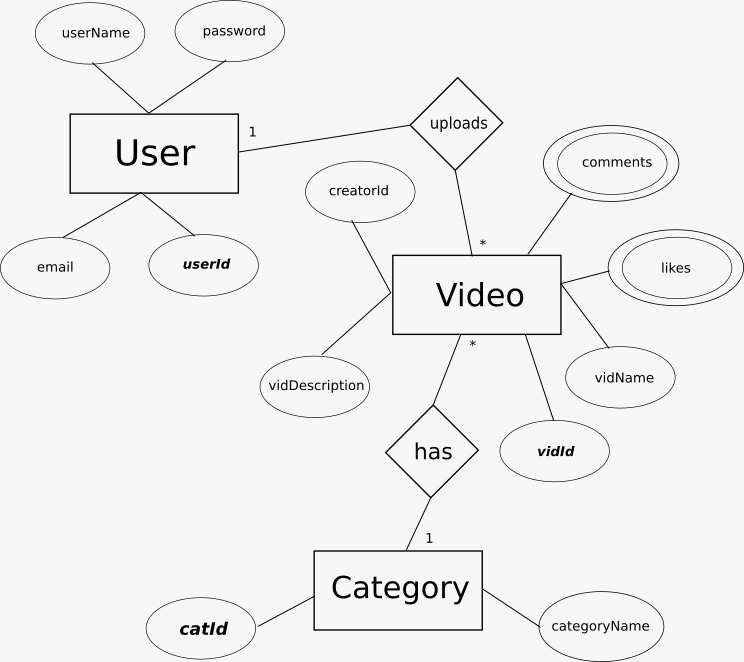 userName
password
User
1
uploads
comments
creatorId
email
userId
*
likes
Video
*
vidDescription
vidName
has
vidId
1
Category
catId
categoryName